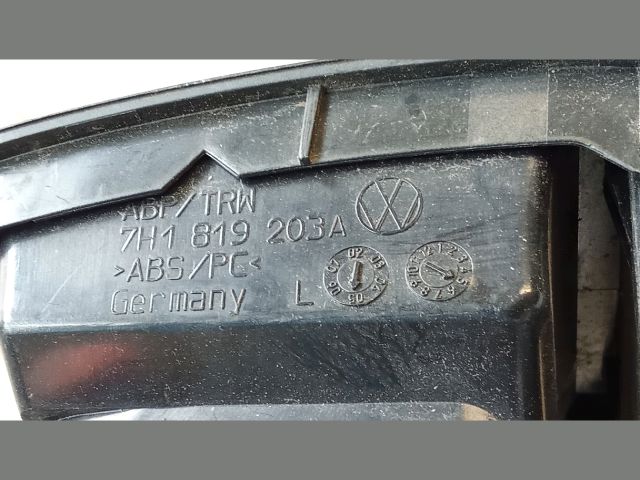 ABP/TRW
7H1 819 203A
>ABS/PC<
Germany
L